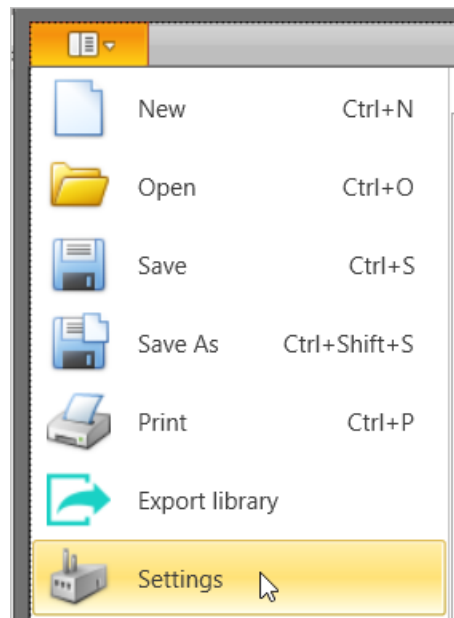 New Ctrl+N
Open Ctrl+O
Save Ctrl+S
Save As Ctrl+Shift+S
Print Ctrl+P
Export library
Settings